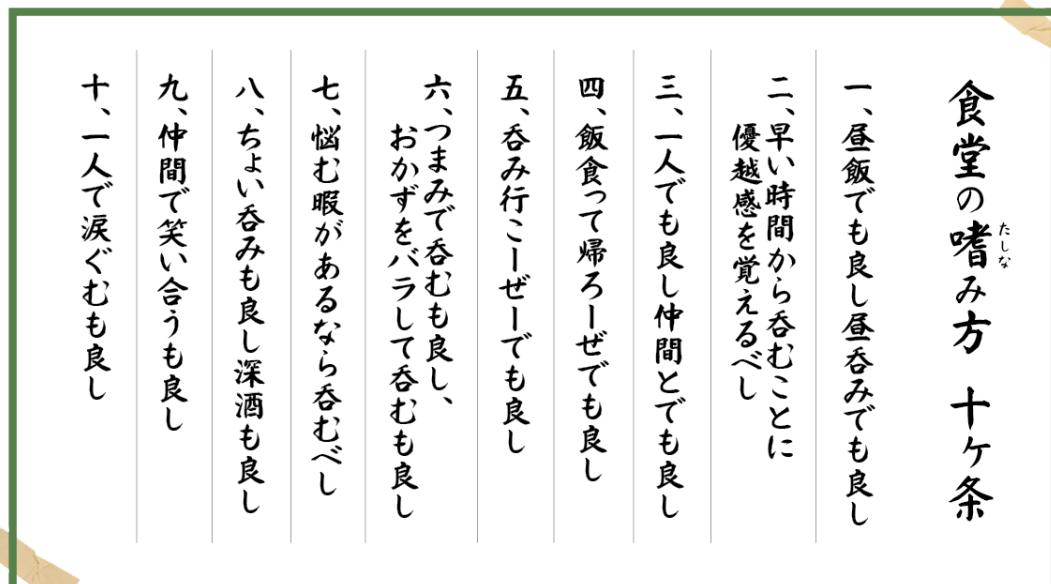 食堂の嗜み方 十ケ条
たしな
一、昼飯でも良し昼呑みでも良し
二、早い時間から呑むことに
優越感を覚えるべし
三、一人でも良し仲間とでも良し
四、飯食って帰ろーぜでも良し
五、呑み行こーぜーでも良し
六、つまみで呑むも良し、
おかずをバラして呑むも良し
七、悩む暇があるなら呑むべし
八、ちょい呑みも良し深酒も良し
九、仲間で笑い合うも良し
十、一人で涙ぐむも良し